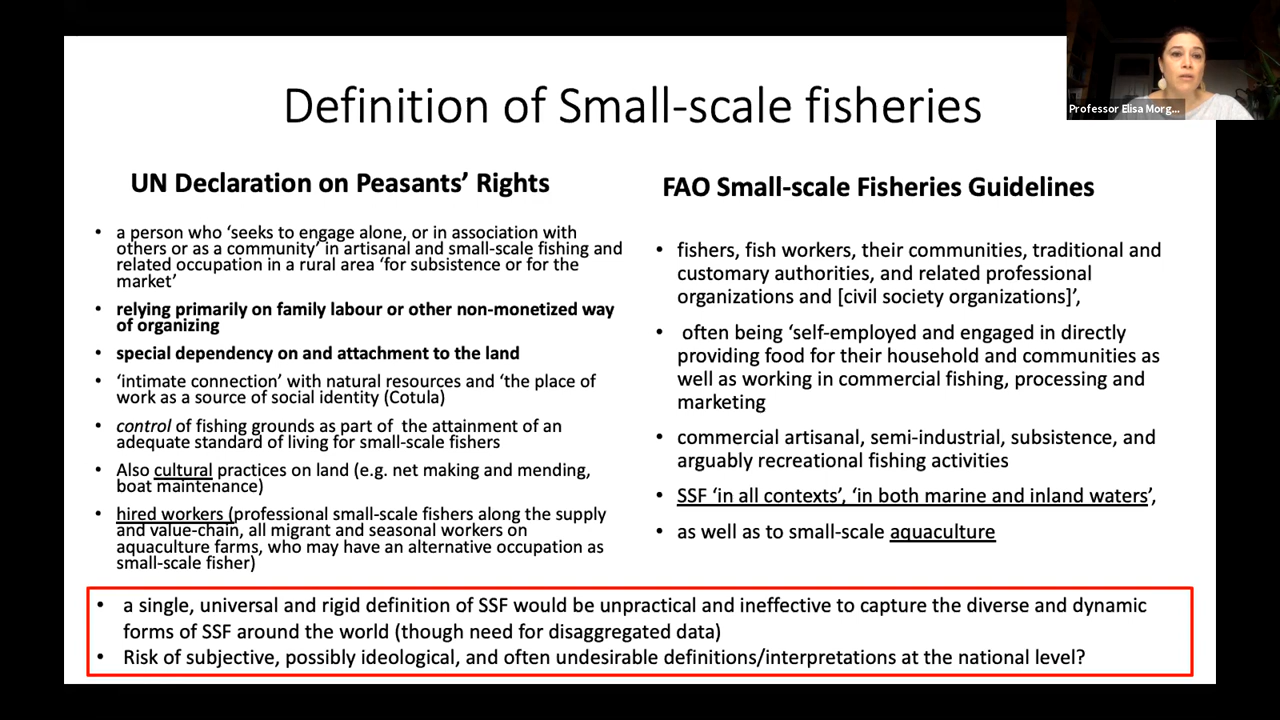 Professor Elisa Morg...
Definition of Small-scale fisheries
UN Declaration on Peasants' Rights
• a person who 'seeks to engage alone, or in association with
others or as a community' in artisanal and small-scale fishing and
related occupation in a rural area 'for subsistence or for the
market'
• relying primarily on family labour or other non-monetized way
of organizing
• special dependency on and attachment to the land
• 'intimate connection' with natural resources and 'the place of
work as a source of social identity (Cotula)
• control of fishing grounds as part of the attainment of an
adequate standard of living for small-scale fishers
• Also cultural practices on land (e.g. net making and mending,
boat maintenance)
• hired workers (professional small-scale fishers along the supply
and value-chain, all migrant and seasonal workers on
aquaculture farms, who may have an alternative occupation as
small-scale fisher)
FAO Small-scale Fisheries Guidelines
• fishers, fish workers, their communities, traditional and
customary authorities, and related professional
organizations and [civil society organizations]',
• often being 'self-employed and engaged in directly
providing food for their household and communities as
well as working in commercial fishing, processing and
marketing
• commercial artisanal, semi-industrial, subsistence, and
arguably recreational fishing activities
• SSF 'in all contexts', 'in both marine and inland waters',
• as well as to small-scale aquaculture
• a single, universal and rigid definition of SSF would be unpractical and ineffective to capture the diverse and dynamic
forms of SSF around the world (though need for disaggregated data)
• Risk of subjective, possibly ideological, and often undesirable definitions/interpretations at the national level?